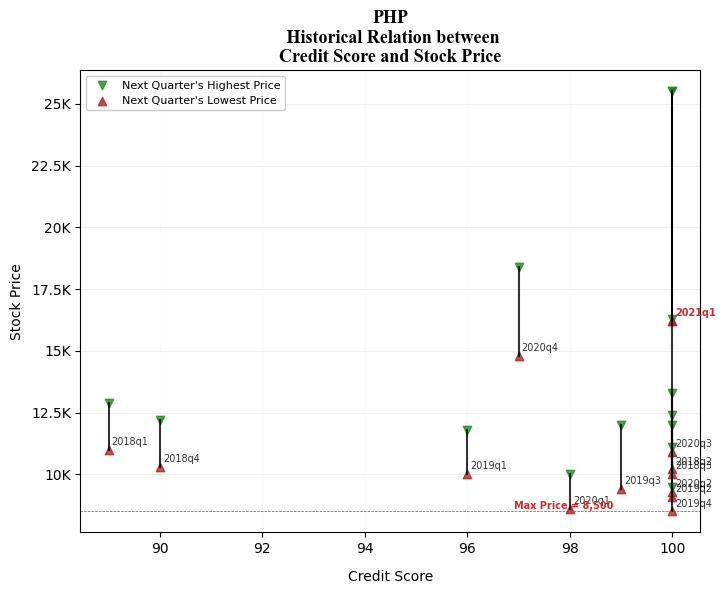 PHP
Historical Relation between
Credit Score and Stock Price
Next Quarter's Highest Price
Next Quarter's Lowest Price
25K
22.5K
20K
17.5K
15K
12.5K
10K
Stock Price
2018q1
2018q4
2019q1
2020q4
2020q1
2019q3
2021q1
2020q3
2018q2
2018q3
2020q2
2019q2
2019q4
Max Price = 8,500
90
92
94
96
98
100
Credit Score